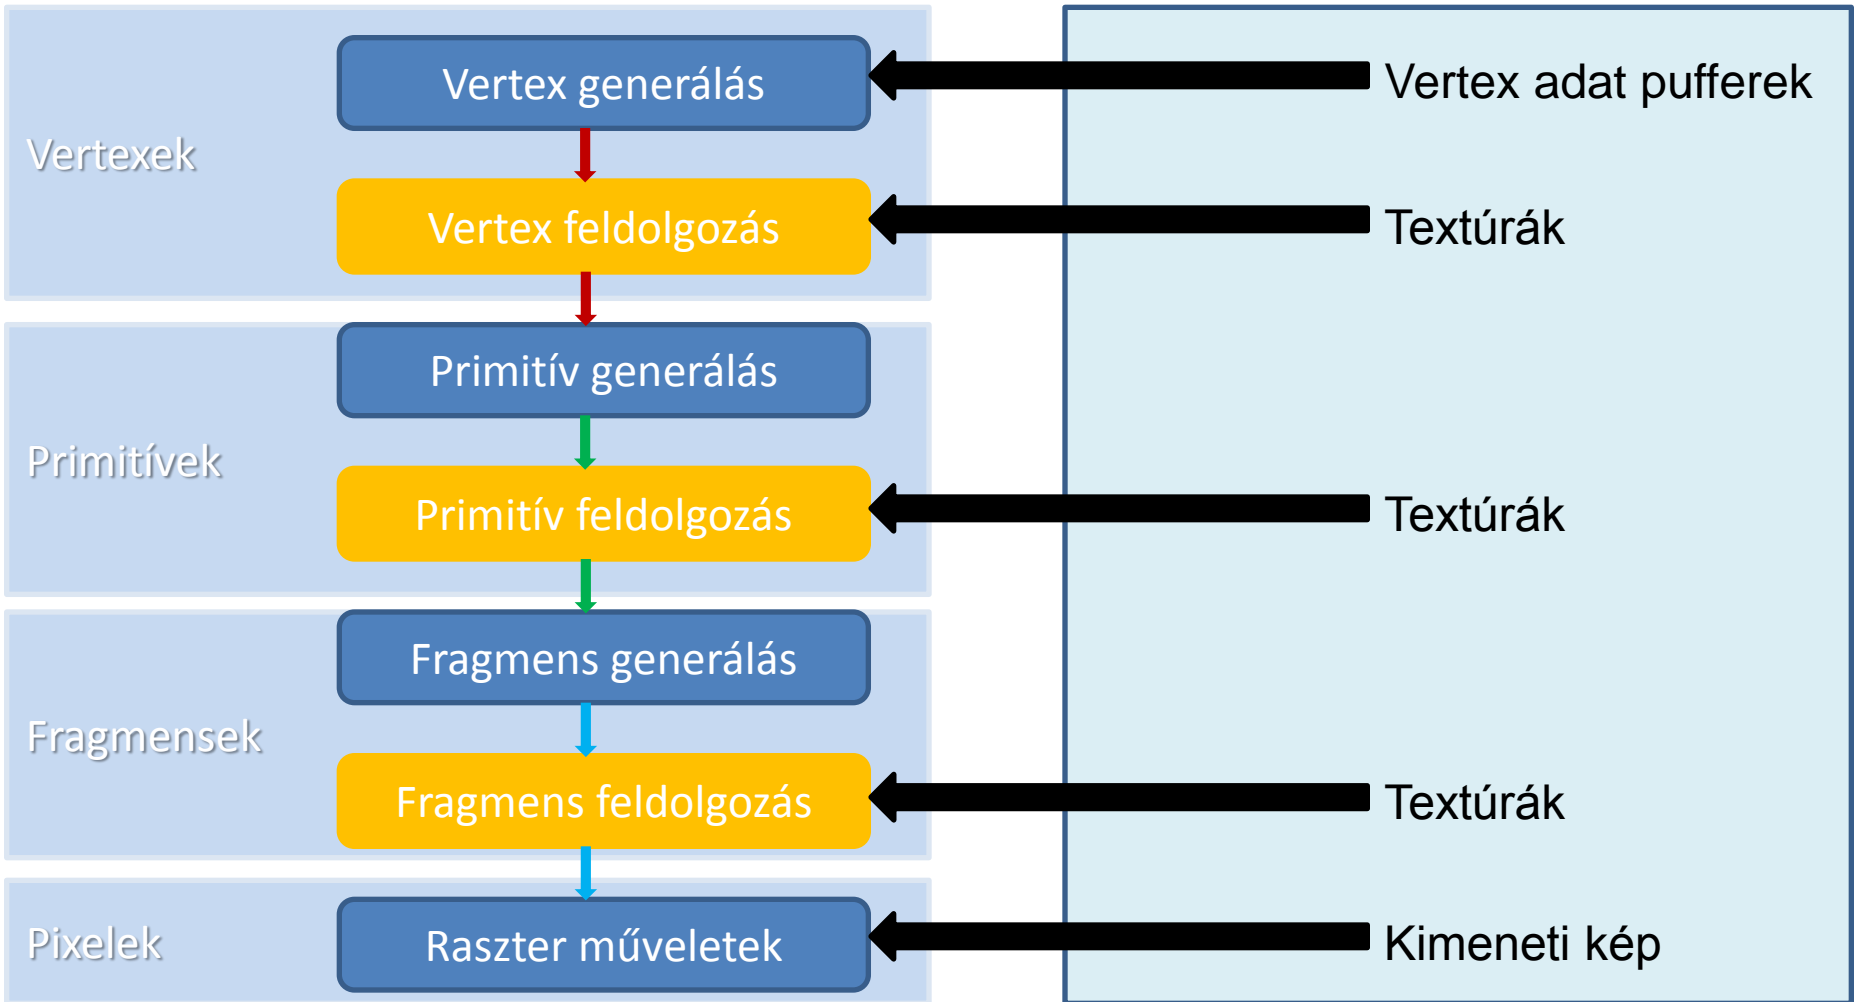 Vertexek
Vertex generálás
Vertex adat pufferek
Vertex feldolgozás
Textúrák
Primitívek
Primitív generálás
Primitív feldolgozás
Textúrák
Fragmensek
Fragmens generálás
Fragmens feldolgozás
Textúrák
Pixelek
Raszter műveletek
Kimeneti kép